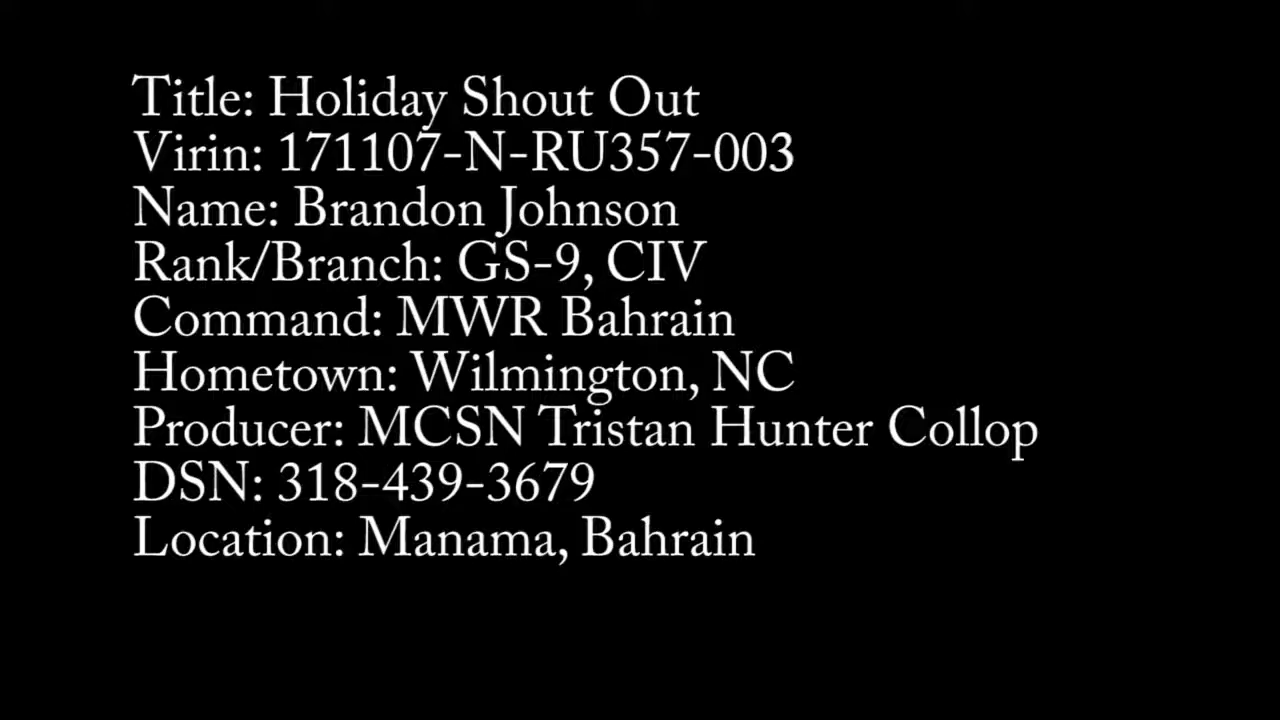 Title: Holiday Shout Out
Virin: 171107-N-RU357-003
Name: Brandon Johnson
Rank/Branch: GS-9, CIV
Command: MWR Bahrain
Hometown: Wilmington, NC
Producer: MCSN Tristan Hunter Collop
DSN: 318-439-3679
Location: Manama, Bahrain